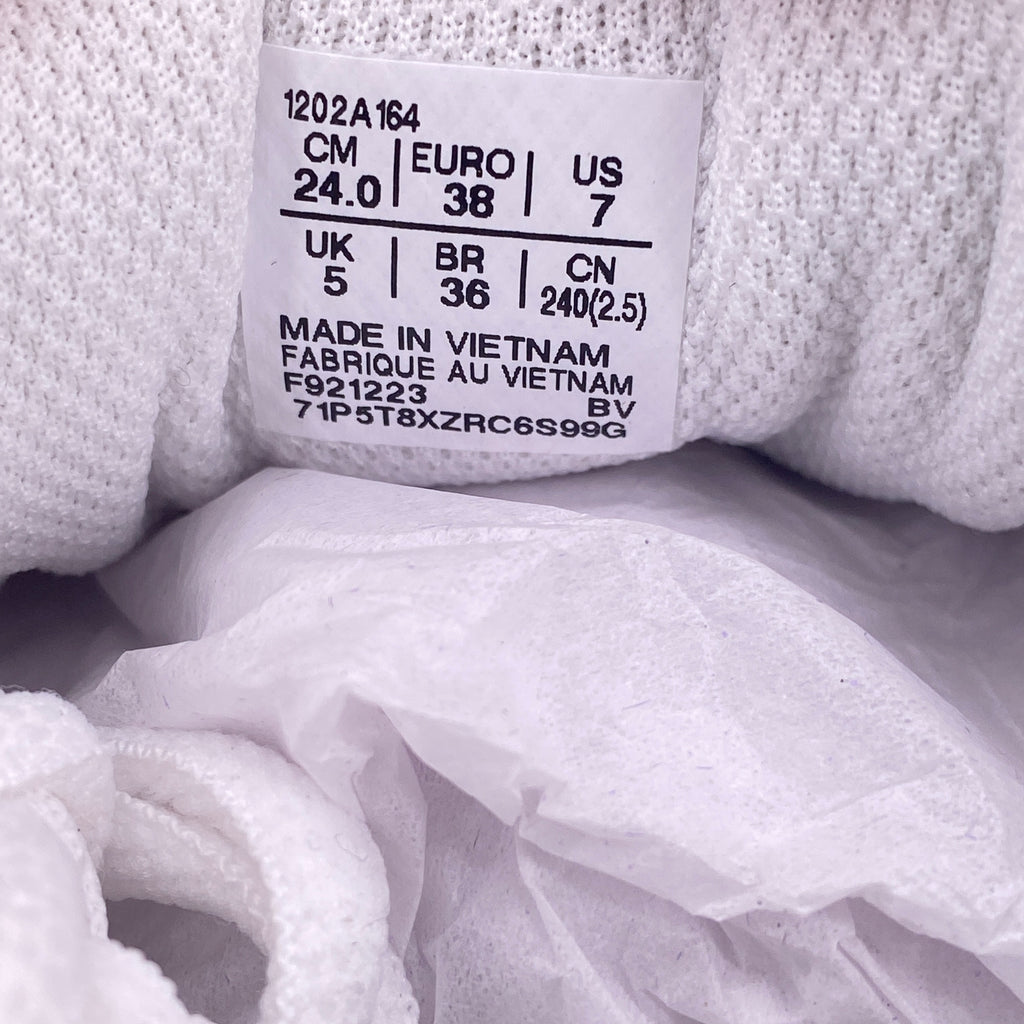 1202A164
CM | EURO | US
24.0 | 38 | 7
UK | BR | CN
5 | 36 | 240(2.5)
MADE IN VIETNAM
FABRIQUE AU VIETNAM
F921223 BV
71P5T8XZRC6S99G